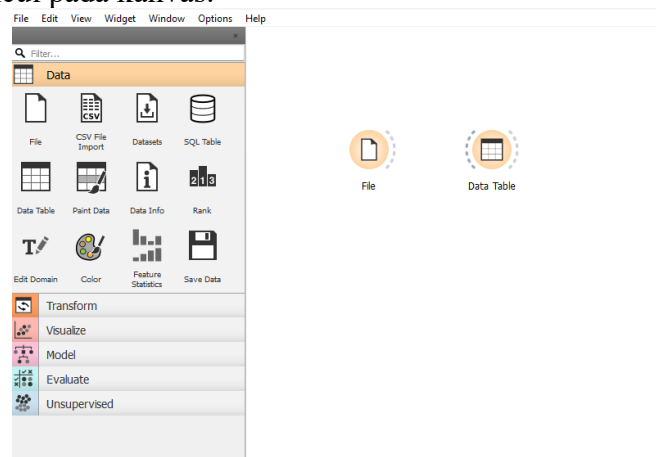 File Edit View Widget Window Options Help
Filter...
Data
File
CSV File Import
Datasets
SQL Table
Data Table
Paint Data
Data Info
Rank
Edit Domain
Color
Feature Statistics
Save Data
Transform
Visualize
Model
Evaluate
Unsupervised
File
Data Table